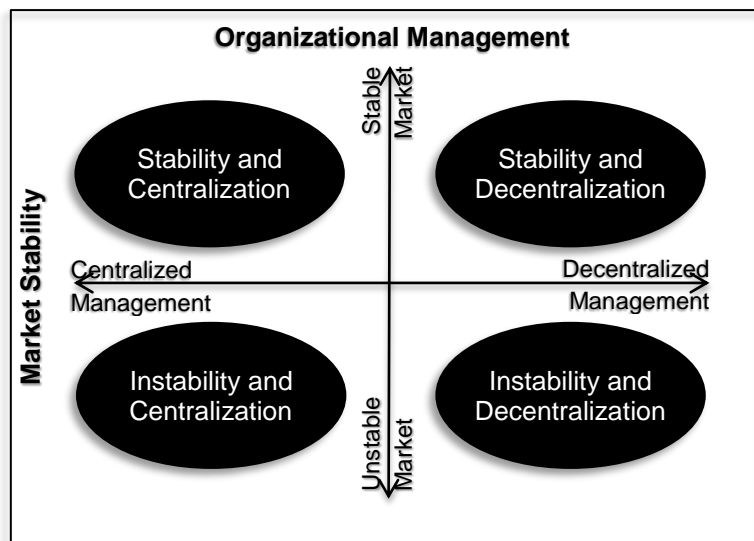 Organizational Management
Stable
Market
Stability and
Centralization
Stability and
Decentralization
Market Stability
Centralized
Management
Decentralized
Management
Instability and
Centralization
Instability and
Decentralization
Unstable
Market